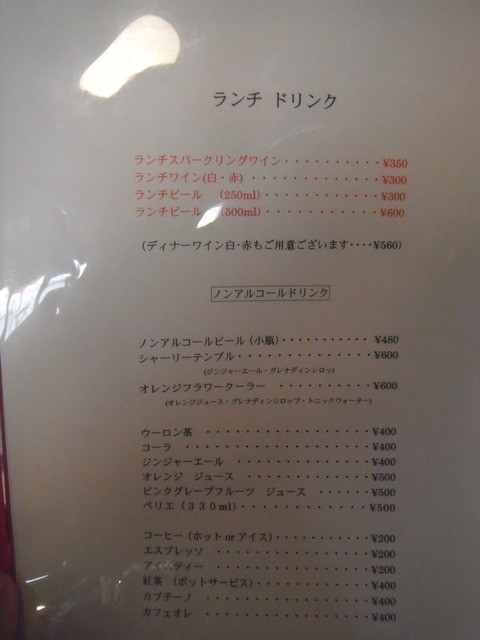 ランチ ドリンク
ランチスパークリングワイン・・・・・・・・・・¥350
ランチワイン(白・赤) ・・・・・・・・・・・・・¥300
ランチビール (250ml)・・・・・・・・・・・・¥300
ランチビール (500ml)・・・・・・・・・・・・¥600
(ディナーワイン白・赤もご用意ございます・・・・¥560)
ノンアルコールドリンク
ノンアルコールビール (小瓶)・・・・・・・・・・・ ¥480
シャーリーテンプル・・・・・・・・・・・・・・・¥600
(ジンジャーエール・グレナディンシロッ)
オレンジフラワークーラー ・・・・・・・・・・・¥600
(オレンジジュース・グレナディンシロップ・トニックウォーター)
ウーロン茶 ・・・・・・・・・・・・・・・・・・¥400
コーラ ・・・・・・・・・・・・・・・・・・・・¥400
ジンジャーエール ・・・・・・・・・・・・・・・¥400
オレンジ ジュース ・・・・・・・・・・・・・・¥500
ピンクグレープフルーツ ジュース ・・・・・・¥500
ペリエ (330ml)・・・・・・・・・・・・・・¥500
コーヒー (ホット or アイス)・・・・・・・・・・¥200
エスプレッソ ・・・・・・・・・・・・・・・・・¥200
アイスティー ・・・・・・・・・・・・・・・・・¥200
紅茶 (ポットサービス)・・・・・・・・・・・・・¥400
カプチーノ ・・・・・・・・・・・・・・・・・・¥400
カフェオレ ・・・・・・・・・・・・・・・・・・¥400